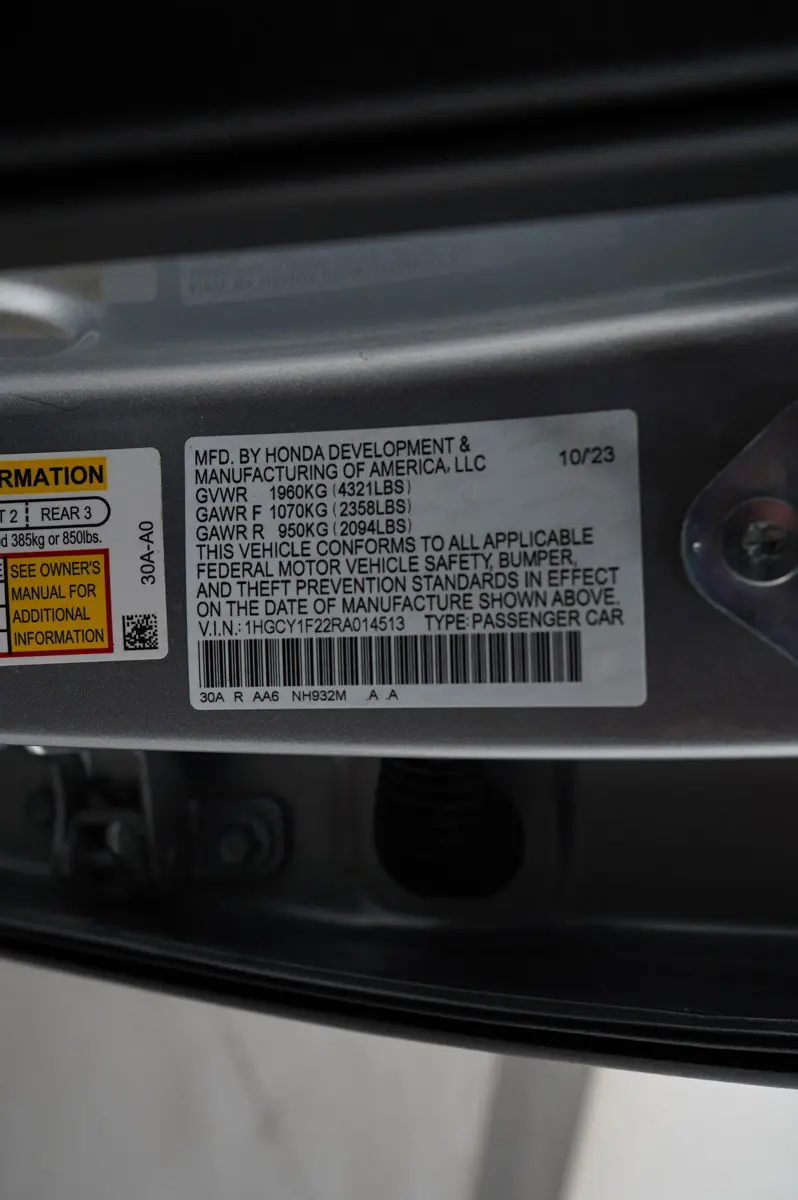 RMATION
T 2 REAR 3
d 385kg or 850lbs.
SEE OWNER'S
MANUAL FOR
ADDITIONAL
INFORMATION
30A-A0
MFD. BY HONDA DEVELOPMENT &
MANUFACTURING OF AMERICA, LLC 10/23
GVWR 1960KG (4321LBS)
GAWR F 1070KG (2358LBS)
GAWR R 950KG (2094LBS)
THIS VEHICLE CONFORMS TO ALL APPLICABLE
FEDERAL MOTOR VEHICLE SAFETY, BUMPER,
AND THEFT PREVENTION STANDARDS IN EFFECT
ON THE DATE OF MANUFACTURE SHOWN ABOVE.
V.I.N.: 1HGCY1F22RA014513 TYPE: PASSENGER CAR
30A R AA6 NH932M .A .A